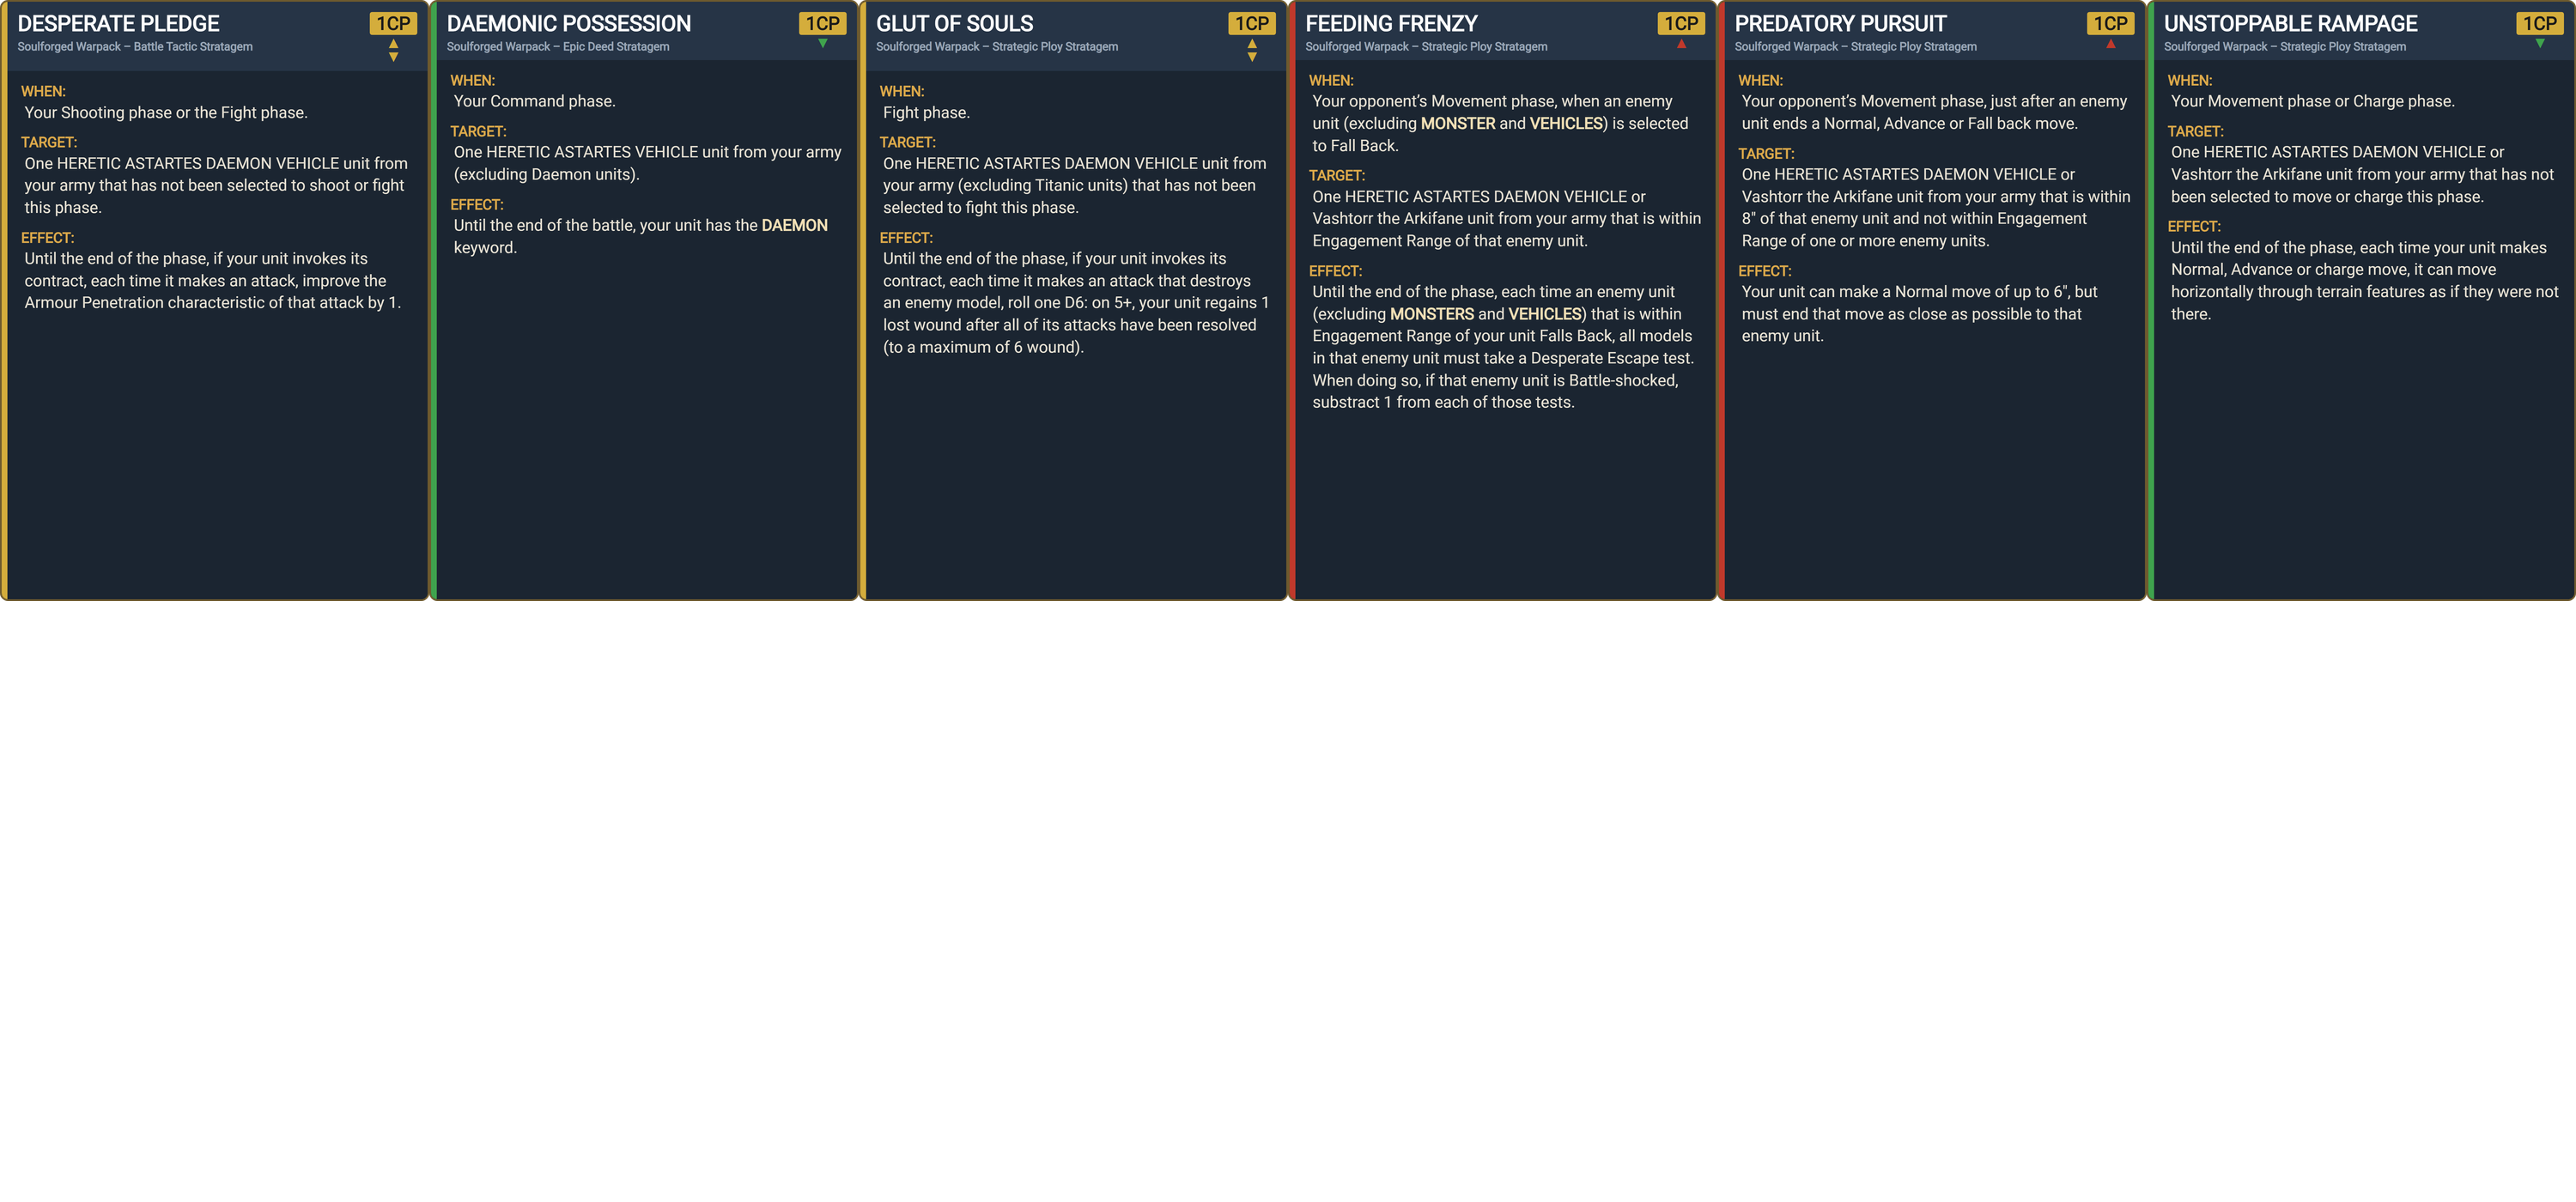 DESPERATE PLEDGE
1CP
Soulforged Warpack – Battle Tactic Stratagem
WHEN:
Your Shooting phase or the Fight phase.
TARGET:
One HERETIC ASTARTES DAEMON VEHICLE unit from
your army that has not been selected to shoot or fight
this phase.
EFFECT:
Until the end of the phase, if your unit invokes its
contract, each time it makes an attack, improve the
Armour Penetration characteristic of that attack by 1.
DAEMONIC POSSESSION
1CP
Soulforged Warpack – Epic Deed Stratagem
WHEN:
Your Command phase.
TARGET:
One HERETIC ASTARTES VEHICLE unit from your army
(excluding Daemon units).
EFFECT:
Until the end of the battle, your unit has the DAEMON
keyword.
GLUT OF SOULS
1CP
Soulforged Warpack – Strategic Ploy Stratagem
WHEN:
Fight phase.
TARGET:
One HERETIC ASTARTES DAEMON VEHICLE unit from
your army (excluding Titanic units) that has not been
selected to fight this phase.
EFFECT:
Until the end of the phase, if your unit invokes its
contract, each time it makes an attack that destroys
an enemy model, roll one D6: on 5+, your unit regains 1
lost wound after all of its attacks have been resolved
(to a maximum of 6 wound).
FEEDING FRENZY
1CP
Soulforged Warpack – Strategic Ploy Stratagem
WHEN:
Your opponent’s Movement phase, when an enemy
unit (excluding MONSTER and VEHICLES) is selected
to Fall Back.
TARGET:
One HERETIC ASTARTES DAEMON VEHICLE or
Vashtorr the Arkifane unit from your army that is within
Engagement Range of that enemy unit.
EFFECT:
Until the end of the phase, each time an enemy unit
(excluding MONSTERS and VEHICLES) that is within
Engagement Range of your unit Falls Back, all models
in that enemy unit must take a Desperate Escape test.
When doing so, if that enemy unit is Battle-shocked,
substract 1 from each of those tests.
PREDATORY PURSUIT
1CP
Soulforged Warpack – Strategic Ploy Stratagem
WHEN:
Your opponent’s Movement phase, just after an enemy
unit ends a Normal, Advance or Fall back move.
TARGET:
One HERETIC ASTARTES DAEMON VEHICLE or
Vashtorr the Arkifane unit from your army that is within
8" of that enemy unit and not within Engagement
Range of one or more enemy units.
EFFECT:
Your unit can make a Normal move of up to 6", but
must end that move as close as possible to that
enemy unit.
UNSTOPPABLE RAMPAGE
1CP
Soulforged Warpack – Strategic Ploy Stratagem
WHEN:
Your Movement phase or Charge phase.
TARGET:
One HERETIC ASTARTES DAEMON VEHICLE or
Vashtorr the Arkifane unit from your army that has not
been selected to move or charge this phase.
EFFECT:
Until the end of the phase, each time your unit makes
Normal, Advance or charge move, it can move
horizontally through terrain features as if they were not
there.